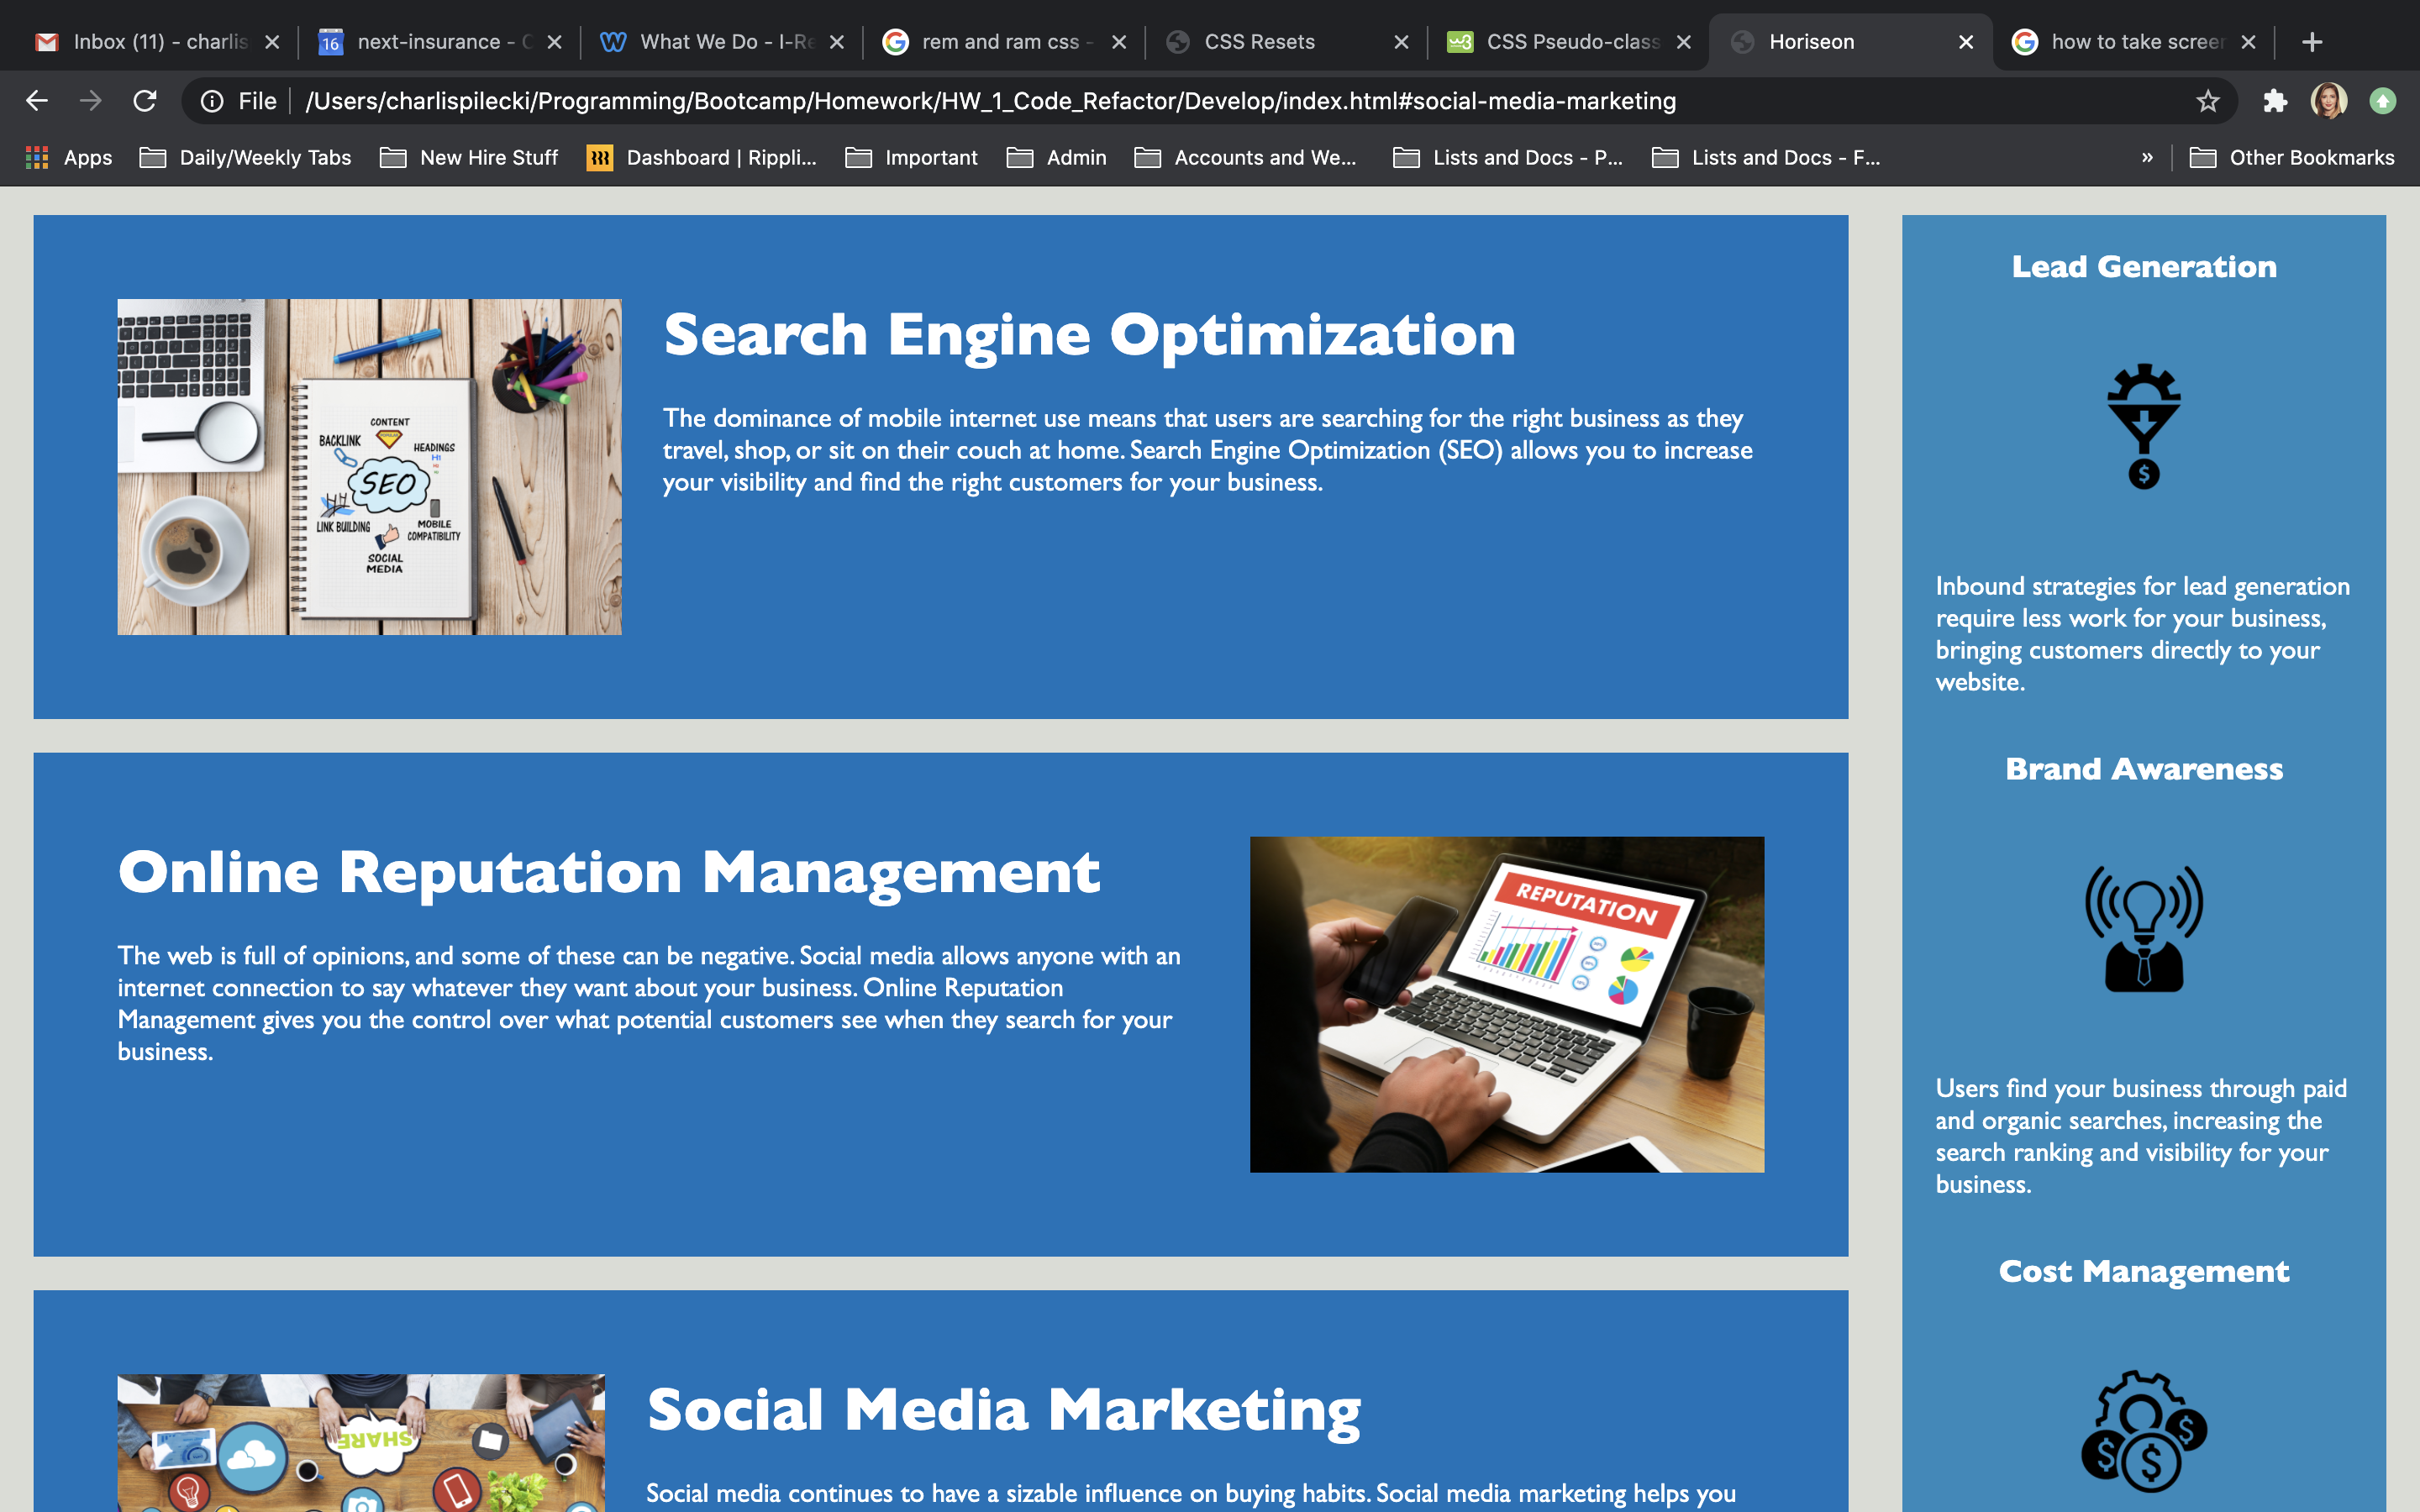 Inbox (11) - charlis
next-insurance - C
What We Do - I-Re
rem and ram css -
CSS Resets
CSS Pseudo-class
Horiseon
how to take screen
16
File
/Users/charlispilecki/Programming/Bootcamp/Homework/HW_1_Code_Refactor/Develop/index.html#social-media-marketing
Apps
Daily/Weekly Tabs
New Hire Stuff
Dashboard | Rippli...
Important
Admin
Accounts and We...
Lists and Docs - P...
Lists and Docs - F...
»
Other Bookmarks
CONTENT
BACKLINK
HEADINGS
H1
SEO
LINK BUILDING
MOBILE
COMPATIBILITY
SOCIAL
MEDIA
Search Engine Optimization
The dominance of mobile internet use means that users are searching for the right business as they
travel, shop, or sit on their couch at home. Search Engine Optimization (SEO) allows you to increase
your visibility and find the right customers for your business.
Online Reputation Management
The web is full of opinions, and some of these can be negative. Social media allows anyone with an
internet connection to say whatever they want about your business. Online Reputation
Management gives you the control over what potential customers see when they search for your
business.
REPUTATION
SHARE
Social Media Marketing
Social media continues to have a sizable influence on buying habits. Social media marketing helps you
Lead Generation
$
Inbound strategies for lead generation
require less work for your business,
bringing customers directly to your
website.
Brand Awareness
Users find your business through paid
and organic searches, increasing the
search ranking and visibility for your
business.
Cost Management
$ $ $